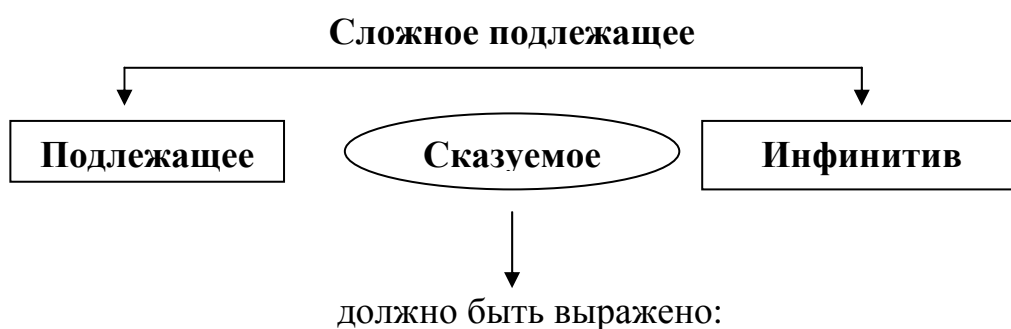 Сложное подлежащее
Подлежащее Сказуемое Инфинитив
должно быть выражено: